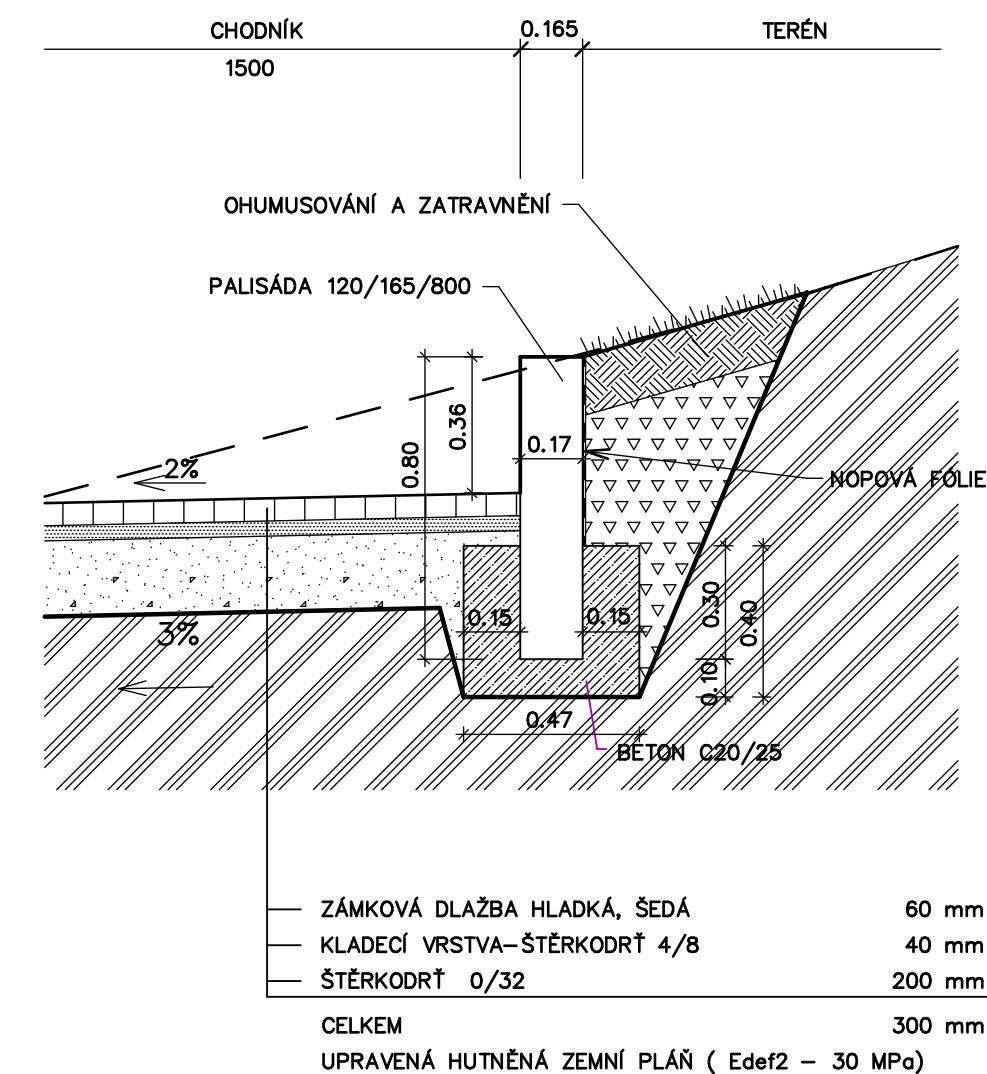 CHODNÍK 0.165 TERÉN
1500
OHUMUSOVÁNÍ A ZATRAVNĚNÍ
PALISÁDA 120/165/800
0.36
0.80
0.17
2%
NOPOVÁ FÓLIE
0.30
0.40
0.15 0.15
3%
0.10
0.47
BETON C20/25
ZÁMKOVÁ DLAŽBA HLADKÁ, ŠEDÁ 60 mm
KLADECÍ VRSTVA-ŠTĚRKODRŤ 4/8 40 mm
ŠTĚRKODRŤ 0/32 200 mm
CELKEM 300 mm
UPRAVENÁ HUTNĚNÁ ZEMNÍ PLÁŇ ( Edef2 - 30 MPa)